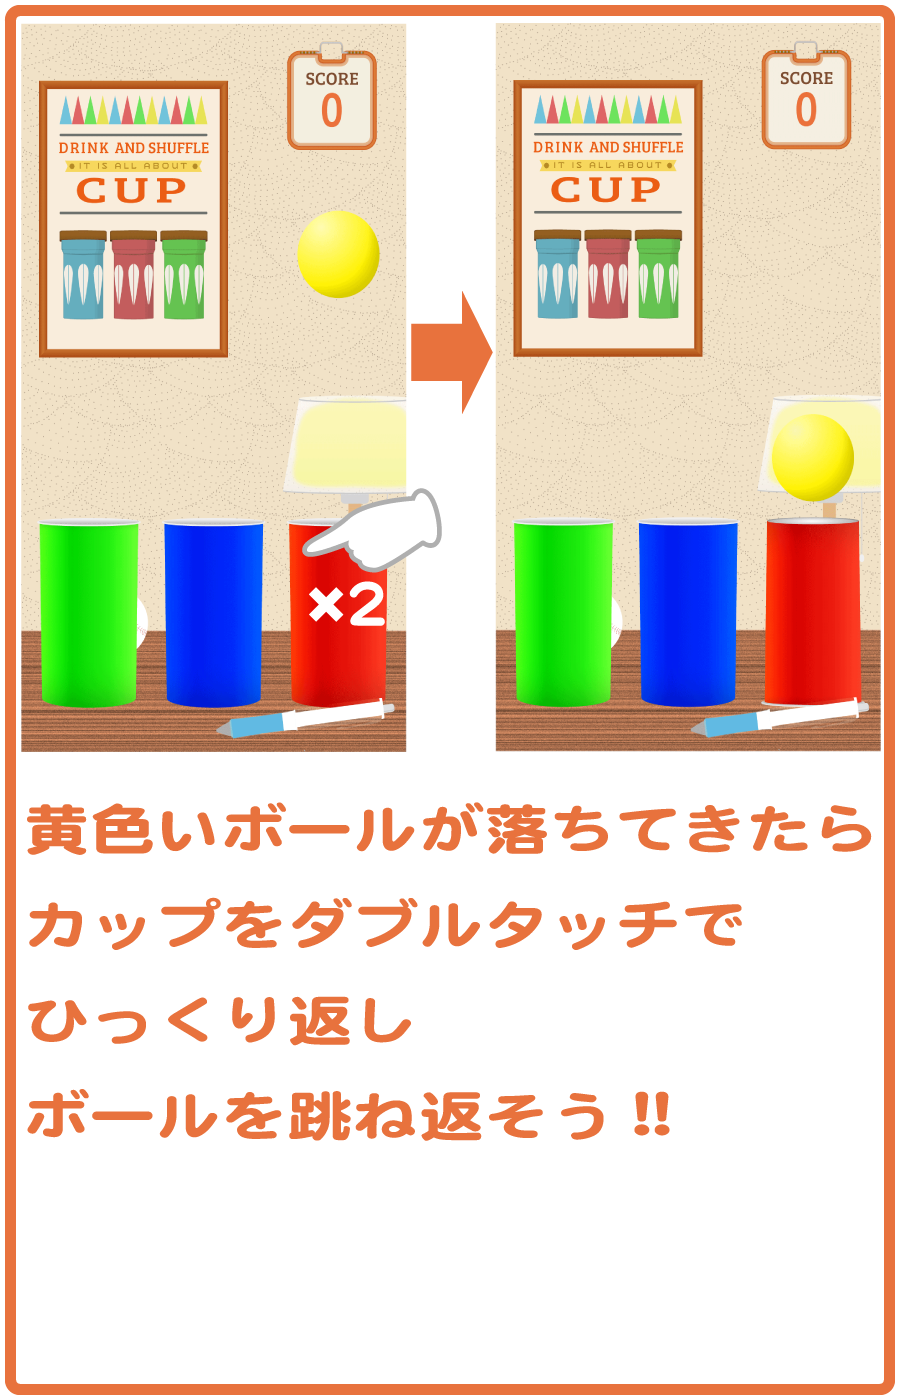 SCORE
0
DRINK AND SHUFFLE
IT IS ALL ABOUT
CUP
×2
SCORE
0
DRINK AND SHUFFLE
IT IS ALL ABOUT
CUP
黄色いボールが落ちてきたら
カップをダブルタッチで
ひっくり返し
ボールを跳ね返そう!!